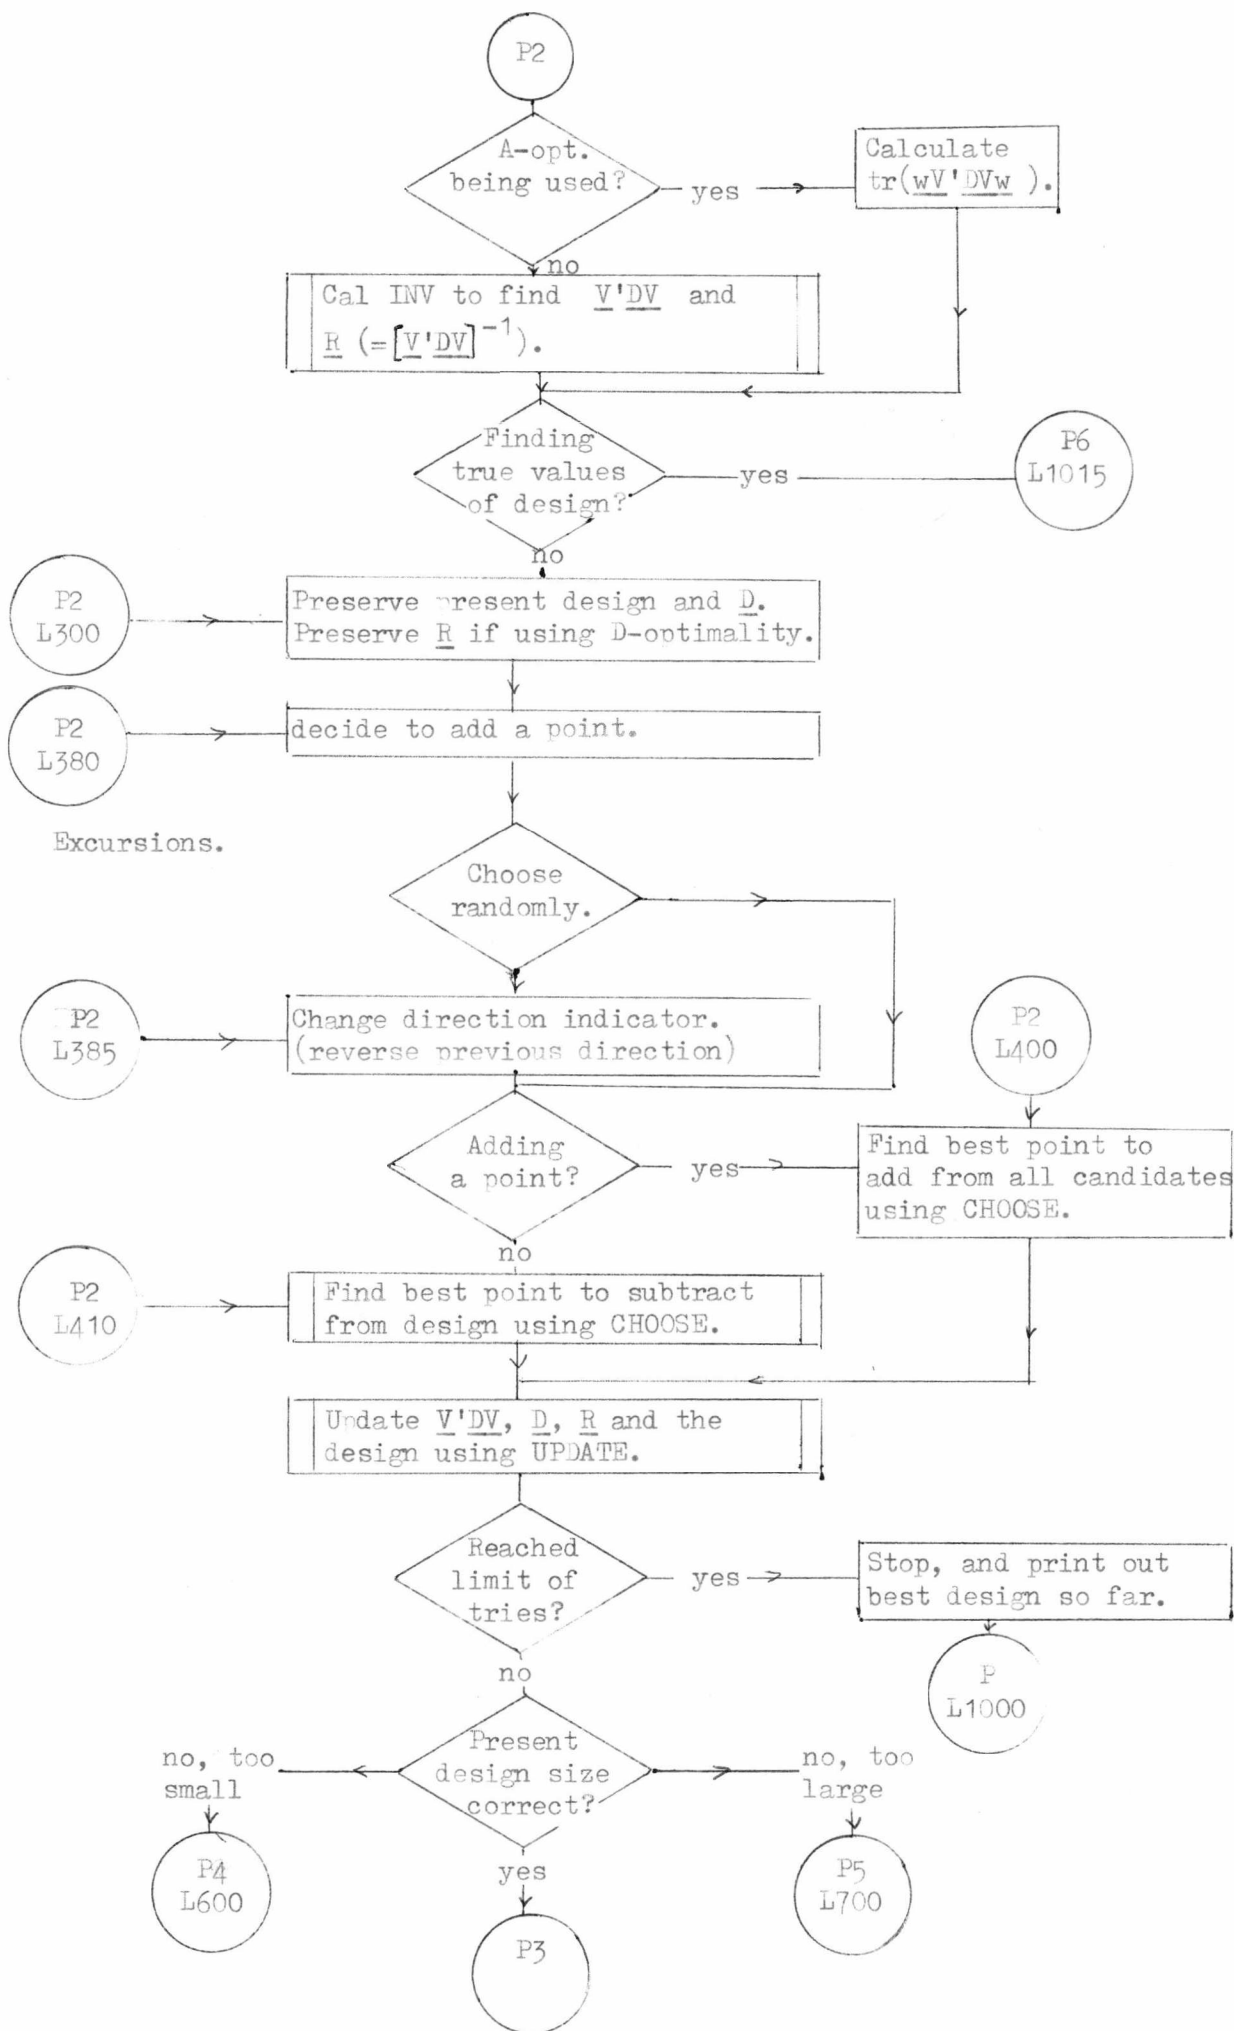 P2
A-opt.
being used?
yes
Calculate
tr(wV'DVw ).
no
Cal INV to find V'DV and
R (=[V'DV]⁻¹).
Finding
true values
of design?
yes
P6
L1015
no
P2
L300
Preserve present design and D.
Preserve R if using D-optimality.
P2
L380
decide to add a point.
Excursions.
Choose
randomly.
P2
L385
Change direction indicator.
(reverse previous direction)
P2
L400
Adding
a point?
yes
Find best point to
add from all candidates
using CHOOSE.
no
P2
L410
Find best point to subtract
from design using CHOOSE.
Update V'DV, D, R and the
design using UPDATE.
Reached
limit of
tries?
yes
Stop, and print out
best design so far.
no
P
L1000
Present
design size
correct?
no, too
small
no, too
large
P4
L600
yes
P5
L700
P3